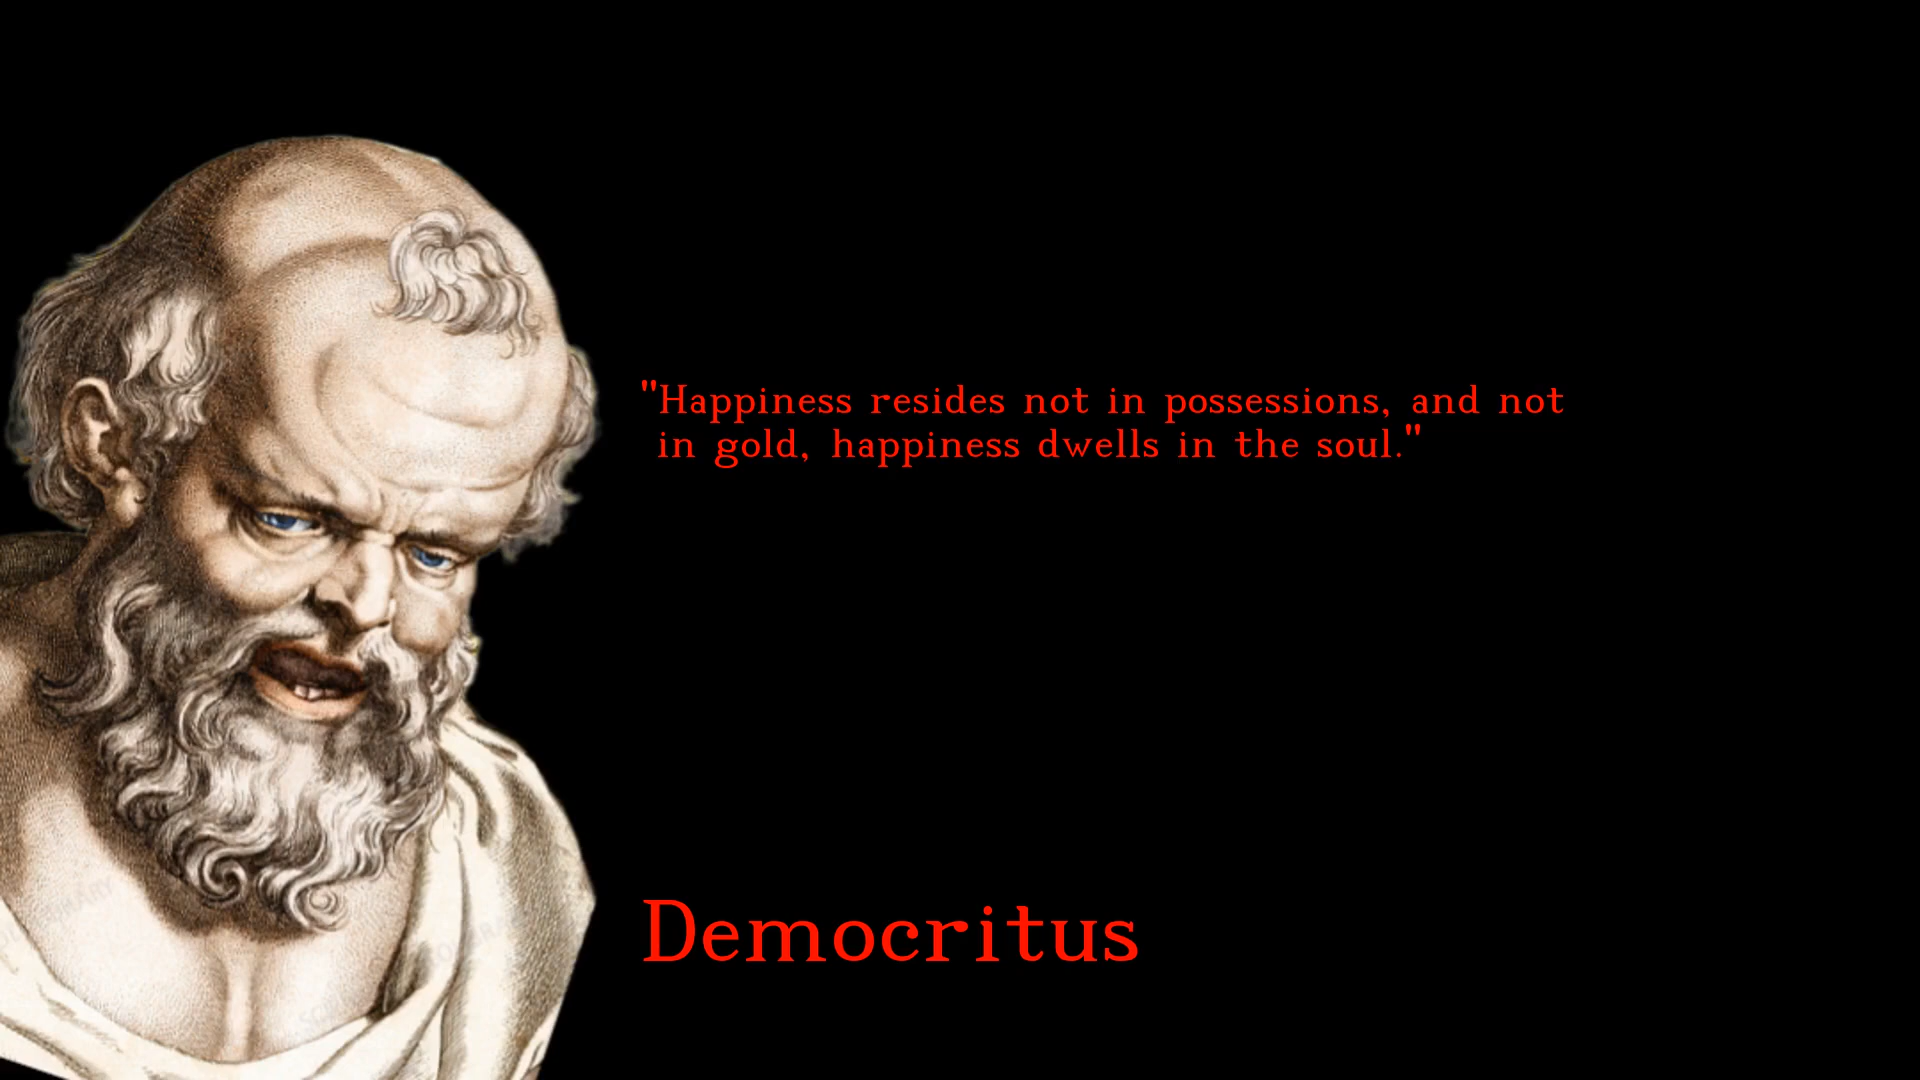 "Happiness resides not in possessions, and not
in gold, happiness dwells in the soul."
Democritus